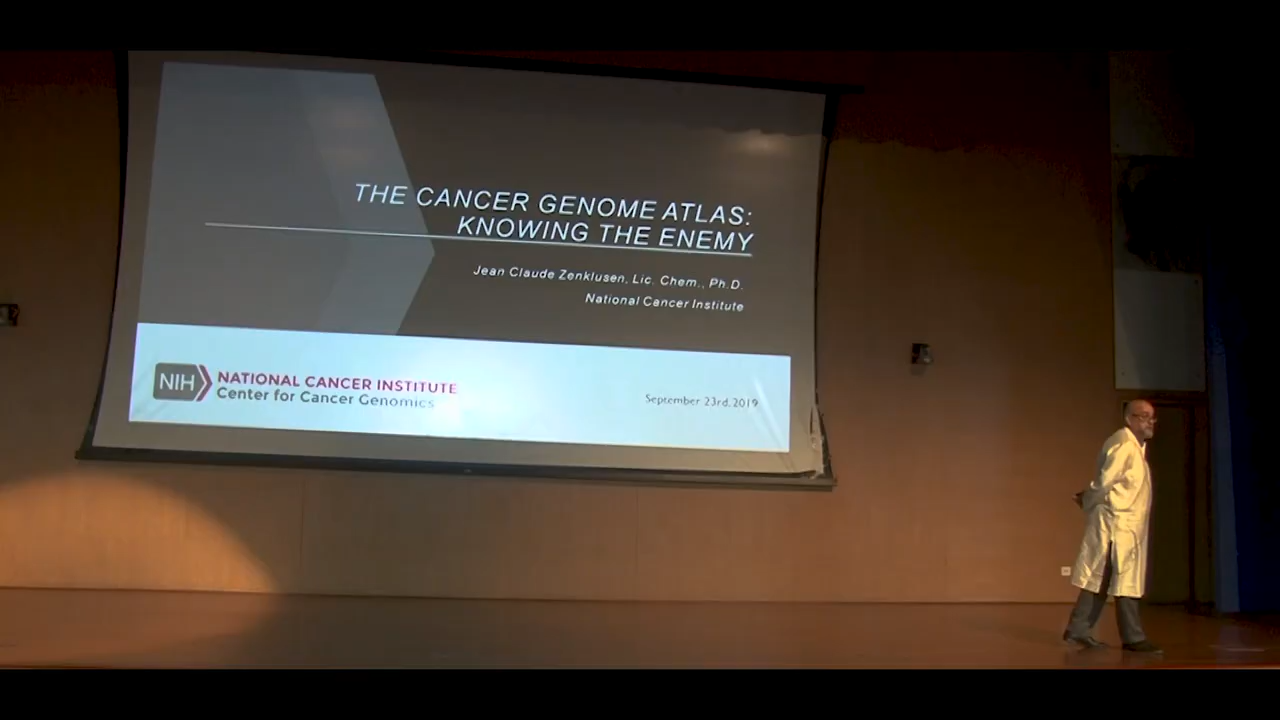 THE CANCER GENOME ATLAS:
KNOWING THE ENEMY
Jean Claude Zenklusen, Lic. Chem., Ph.D.
National Cancer Institute
NIH NATIONAL CANCER INSTITUTE
Center for Cancer Genomics
September 23rd, 2019